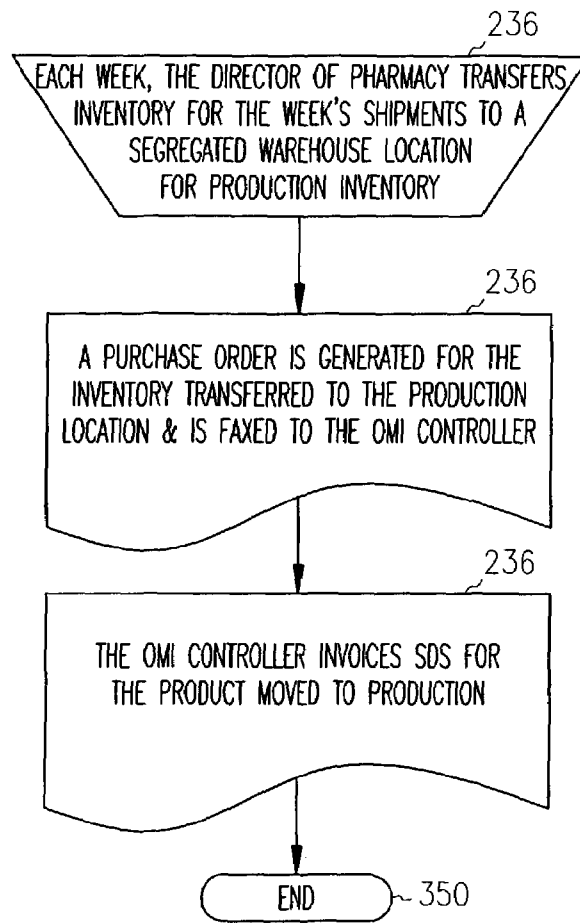 236
EACH WEEK, THE DIRECTOR OF PHARMACY TRANSFERS
INVENTORY FOR THE WEEK'S SHIPMENTS TO A
SEGREGATED WAREHOUSE LOCATION
FOR PRODUCTION INVENTORY
236
A PURCHASE ORDER IS GENERATED FOR THE
INVENTORY TRANSFERRED TO THE PRODUCTION
LOCATION & IS FAXED TO THE OMI CONTROLLER
236
THE OMI CONTROLLER INVOICES SDS FOR
THE PRODUCT MOVED TO PRODUCTION
END
350